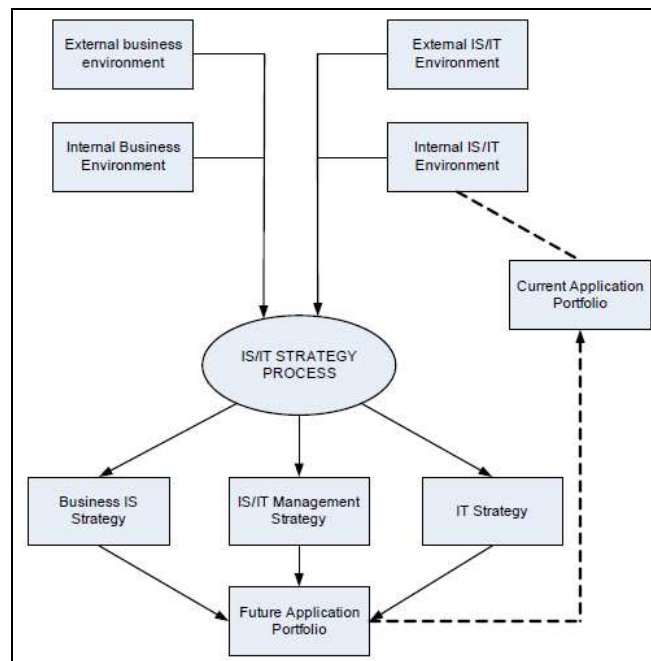 External business
environment
External IS/IT
Environment
Internal Business
Environment
Internal IS/IT
Environment
Current Application
Portfolio
IS/IT STRATEGY
PROCESS
Business IS
Strategy
IS/IT Management
Strategy
IT Strategy
Future Application
Portfolio